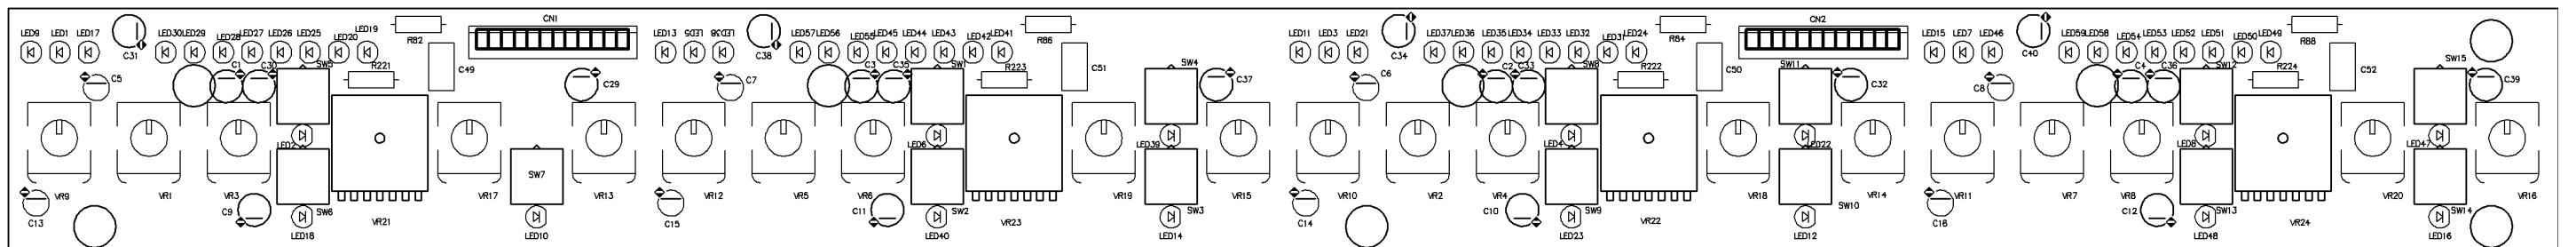 LED9 LED1 LED17 C31 LED30 LED29 LED28 LED27 LED26 LED25 LED20 LED19 R82 CN1 LED13 LED5 LED38 C38 LED57 LED56 LED55 LED45 LED44 LED43 LED42 LED41 R86 LED11 LED3 LED21 C34 LED37 LED36 LED35 LED34 LED33 LED32 LED31 LED24 R84 CN2 LED15 LED7 LED46 C40 LED59 LED58 LED54 LED53 LED52 LED51 LED50 LED49 R88
C5 C1 C30 SW5 R221 C49 C29 C7 C3 C35 SW1 R223 C51 SW4 C37 C6 C2 C33 SW8 R222 C50 SW11 C32 C8 C4 C36 SW12 R224 C52 SW15 C39
LED2 LED6 LED39 LED4 LED22 LED8 LED47
SW7
VR9 VR1 VR3 VR17 VR13 VR12 VR5 VR6 VR19 VR15 VR10 VR2 VR4 VR18 VR14 VR11 VR7 VR8 VR20 VR16
C13 C9 SW6 VR21 C15 C11 SW2 VR23 SW3 C14 C10 SW9 VR22 SW10 C16 C12 SW13 VR24 SW14
LED18 LED10 LED40 LED14 LED23 LED12 LED48 LED16